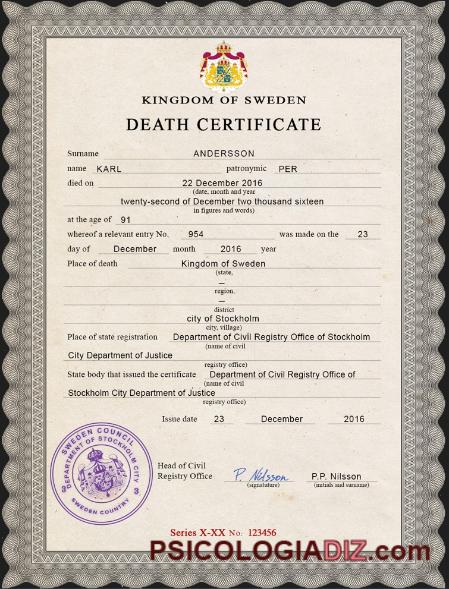 KINGDOM OF SWEDEN
DEATH CERTIFICATE
Surname ANDERSSON
name KARL patronymic PER
died on 22 December 2016
(date, month and year
twenty-second of December two thousand sixteen
in figures and words)
at the age of 91
whereof a relevant entry No. 954 was made on the 23
day of December month 2016 year
Place of death Kingdom of Sweden
(state,
—
region,
—
district
city of Stockholm
city, village)
Place of state registration Department of Civil Registry Office of Stockholm
(name of civil
City Department of Justice
registry office)
State body that issued the certificate Department of Civil Registry Office of
(name of civil
Stockholm City Department of Justice
registry office)
Issue date 23 December 2016
SWEDEN COUNCIL
DEPARTMENT OF STOCKHOLM CITY
3 3
SWEDEN COUNTRY
Head of Civil
Registry Office P. Nilsson P.P. Nilsson
(signature) (initials and surname)
Series X-XX No. 123456
PSICOLOGIADIZ.com